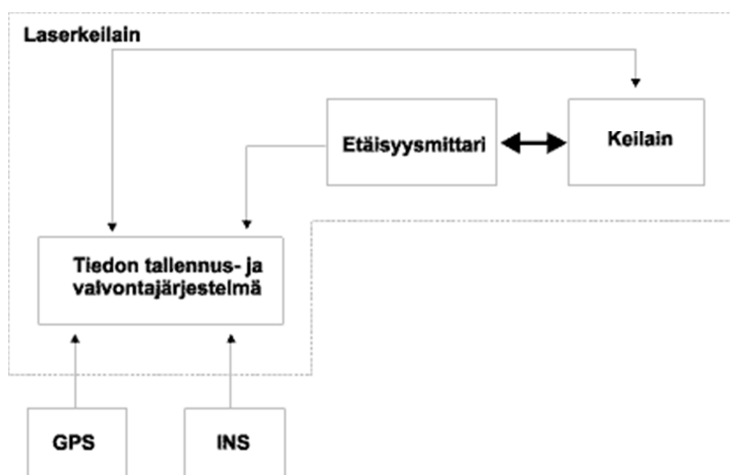 Laserkeilain
Etäisyysmittari
Keilain
Tiedon tallennus- ja
valvontajärjestelmä
GPS
INS